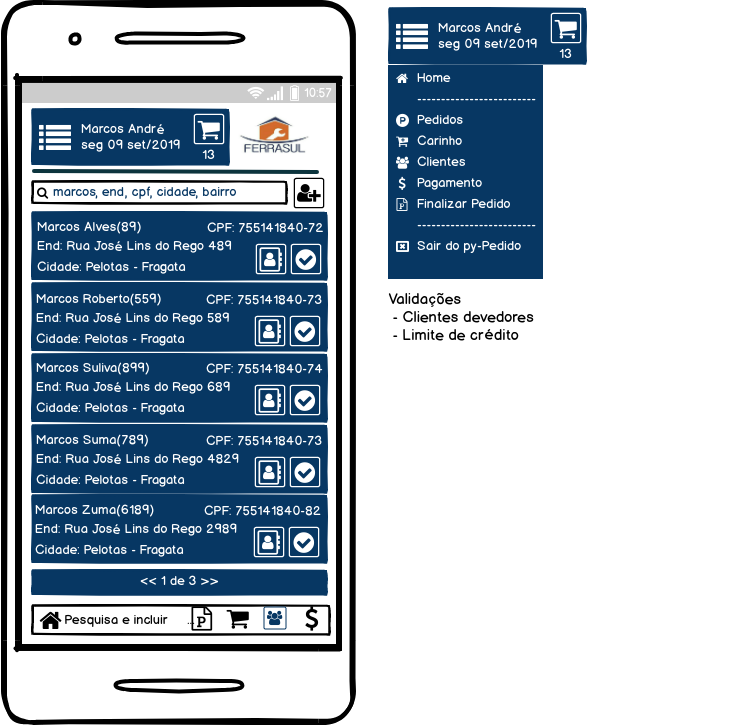 10:57
Marcos André
seg 09 set/2019
13
FERRASUL
marcos, end, cpf, cidade, bairro
Marcos Alves(89) CPF: 755141840-72
End: Rua José Lins do Rego 489
Cidade: Pelotas - Fragata
Marcos Roberto(559) CPF: 755141840-73
End: Rua José Lins do Rego 589
Cidade: Pelotas - Fragata
Marcos Suliva(899) CPF: 755141840-74
End: Rua José Lins do Rego 689
Cidade: Pelotas - Fragata
Marcos Suma(789) CPF: 755141840-73
End: Rua José Lins do Rego 4829
Cidade: Pelotas - Fragata
Marcos Zuma(6189) CPF: 755141840-82
End: Rua José Lins do Rego 2989
Cidade: Pelotas - Fragata
<< 1 de 3 >>
Pesquisa e incluir ... P $
Marcos André
seg 09 set/2019
13
Home
------------------------
P Pedidos
Carinho
Clientes
$ Pagamento
P Finalizar Pedido
------------------------
Sair do py-Pedido
Validações
- Clientes devedores
- Limite de crédito